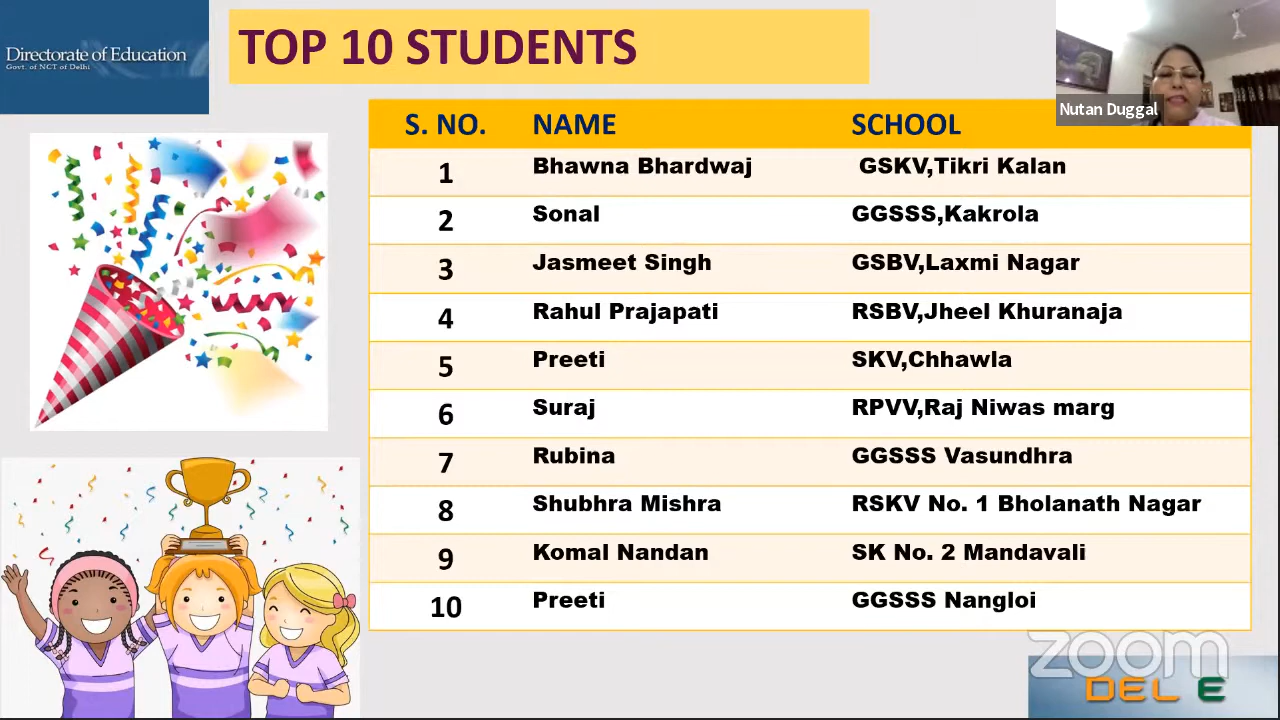 Directorate of Education
Govt. of NCT of Delhi
TOP 10 STUDENTS
Nutan Duggal
S. NO. NAME SCHOOL
1 Bhawna Bhardwaj GSKV,Tikri Kalan
2 Sonal GGSSS,Kakrola
3 Jasmeet Singh GSBV,Laxmi Nagar
4 Rahul Prajapati RSBV,Jheel Khuranaja
5 Preeti SKV,Chhawla
6 Suraj RPVV,Raj Niwas marg
7 Rubina GGSSS Vasundhra
8 Shubhra Mishra RSKV No. 1 Bholanath Nagar
9 Komal Nandan SK No. 2 Mandavali
10 Preeti GGSSS Nangloi
zoom
DEL E